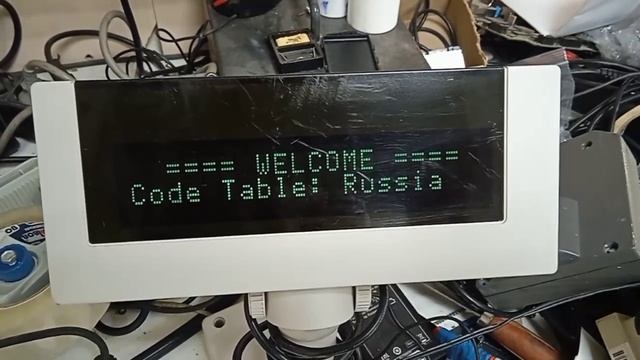 ==== WELCOME ====
Code Table: Russia